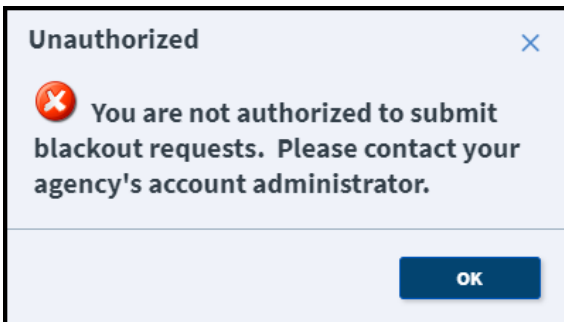 Unauthorized
You are not authorized to submit
blackout requests.  Please contact your
agency's account administrator.
OK